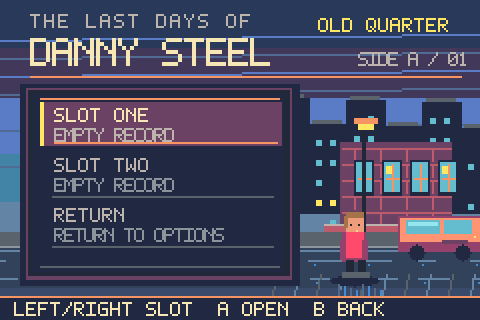 THE LAST DAYS OF
DANNY STEEL
OLD QUARTER
SIDE A / 01
SLOT ONE
EMPTY RECORD
SLOT TWO
EMPTY RECORD
RETURN
RETURN TO OPTIONS
LEFT/RIGHT SLOT A OPEN B BACK